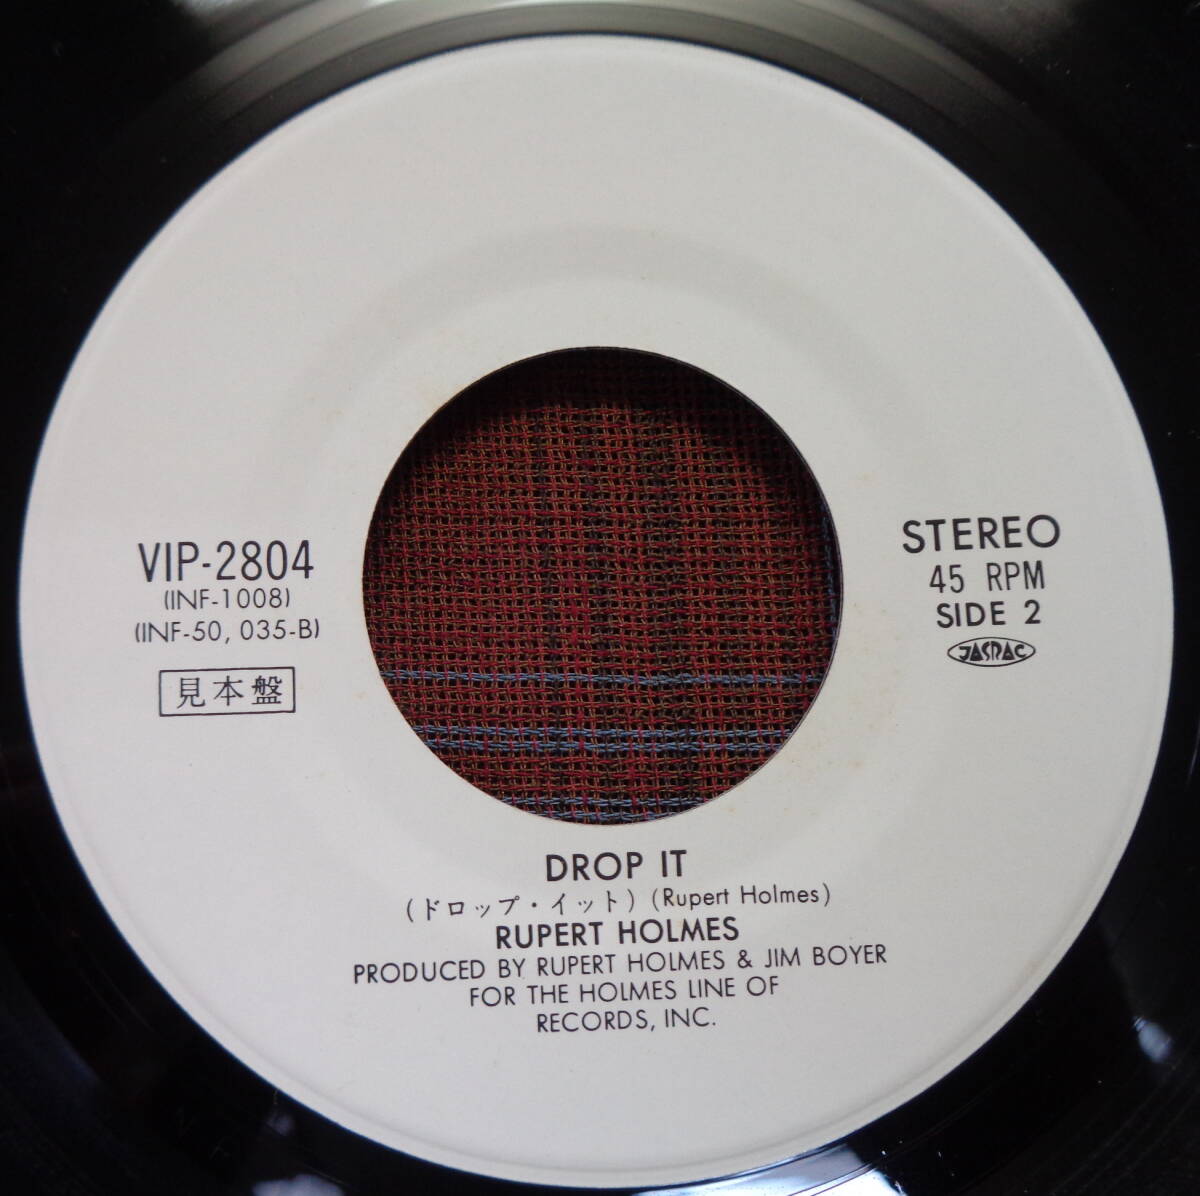 VIP-2804
(INF-1008)
(INF-50, 035-B)
見本盤
STEREO
45 RPM
SIDE 2
JASRAC
DROP IT
(ドロップ・イット) (Rupert Holmes)
RUPERT HOLMES
PRODUCED BY RUPERT HOLMES & JIM BOYER
FOR THE HOLMES LINE OF
RECORDS, INC.